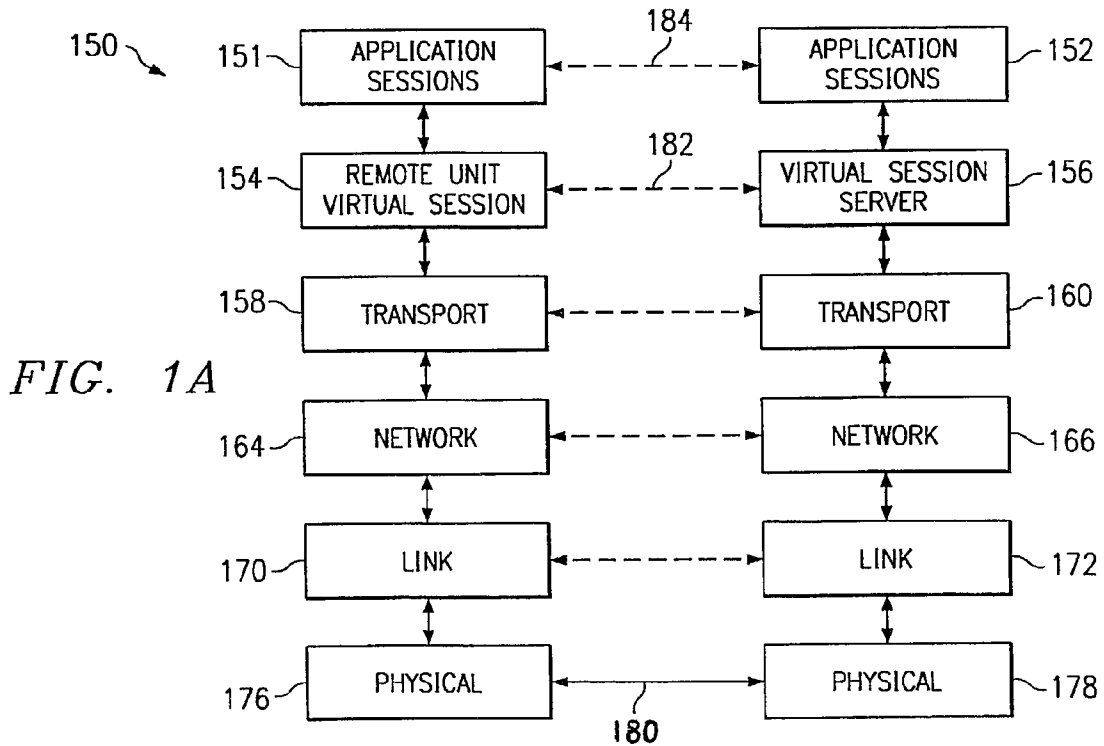 150
151
APPLICATION
SESSIONS
184
APPLICATION
SESSIONS
152
154
REMOTE UNIT
VIRTUAL SESSION
182
VIRTUAL SESSION
SERVER
156
158
TRANSPORT
TRANSPORT
160
FIG. 1A
164
NETWORK
NETWORK
166
170
LINK
LINK
172
176
PHYSICAL
180
PHYSICAL
178